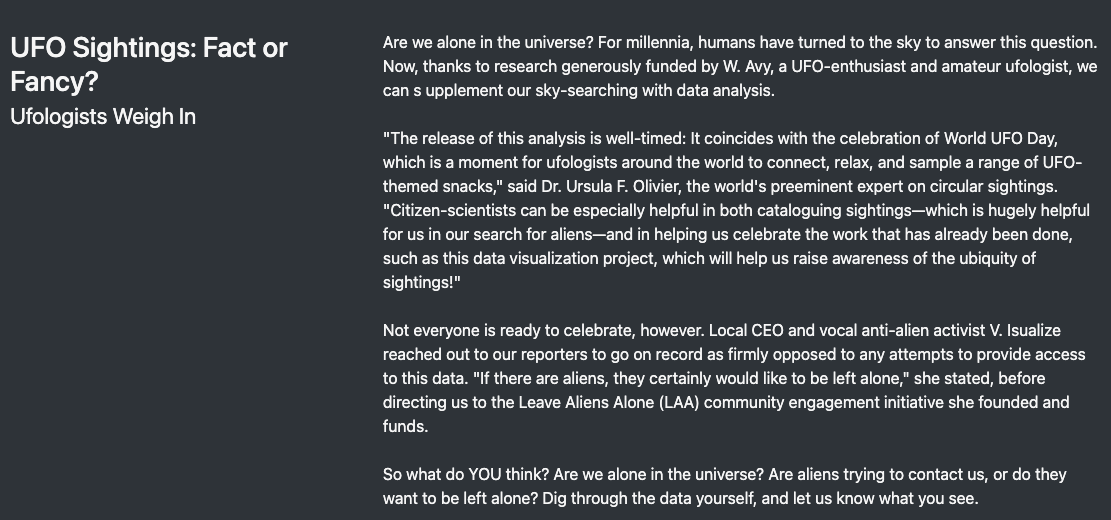 UFO Sightings: Fact or
Fancy?
Ufologists Weigh In
Are we alone in the universe? For millennia, humans have turned to the sky to answer this question.
Now, thanks to research generously funded by W. Avy, a UFO-enthusiast and amateur ufologist, we
can s upplement our sky-searching with data analysis.
"The release of this analysis is well-timed: It coincides with the celebration of World UFO Day,
which is a moment for ufologists around the world to connect, relax, and sample a range of UFO-
themed snacks," said Dr. Ursula F. Olivier, the world's preeminent expert on circular sightings.
"Citizen-scientists can be especially helpful in both cataloguing sightings—which is hugely helpful
for us in our search for aliens—and in helping us celebrate the work that has already been done,
such as this data visualization project, which will help us raise awareness of the ubiquity of
sightings!"
Not everyone is ready to celebrate, however. Local CEO and vocal anti-alien activist V. Isualize
reached out to our reporters to go on record as firmly opposed to any attempts to provide access
to this data. "If there are aliens, they certainly would like to be left alone," she stated, before
directing us to the Leave Aliens Alone (LAA) community engagement initiative she founded and
funds.
So what do YOU think? Are we alone in the universe? Are aliens trying to contact us, or do they
want to be left alone? Dig through the data yourself, and let us know what you see.